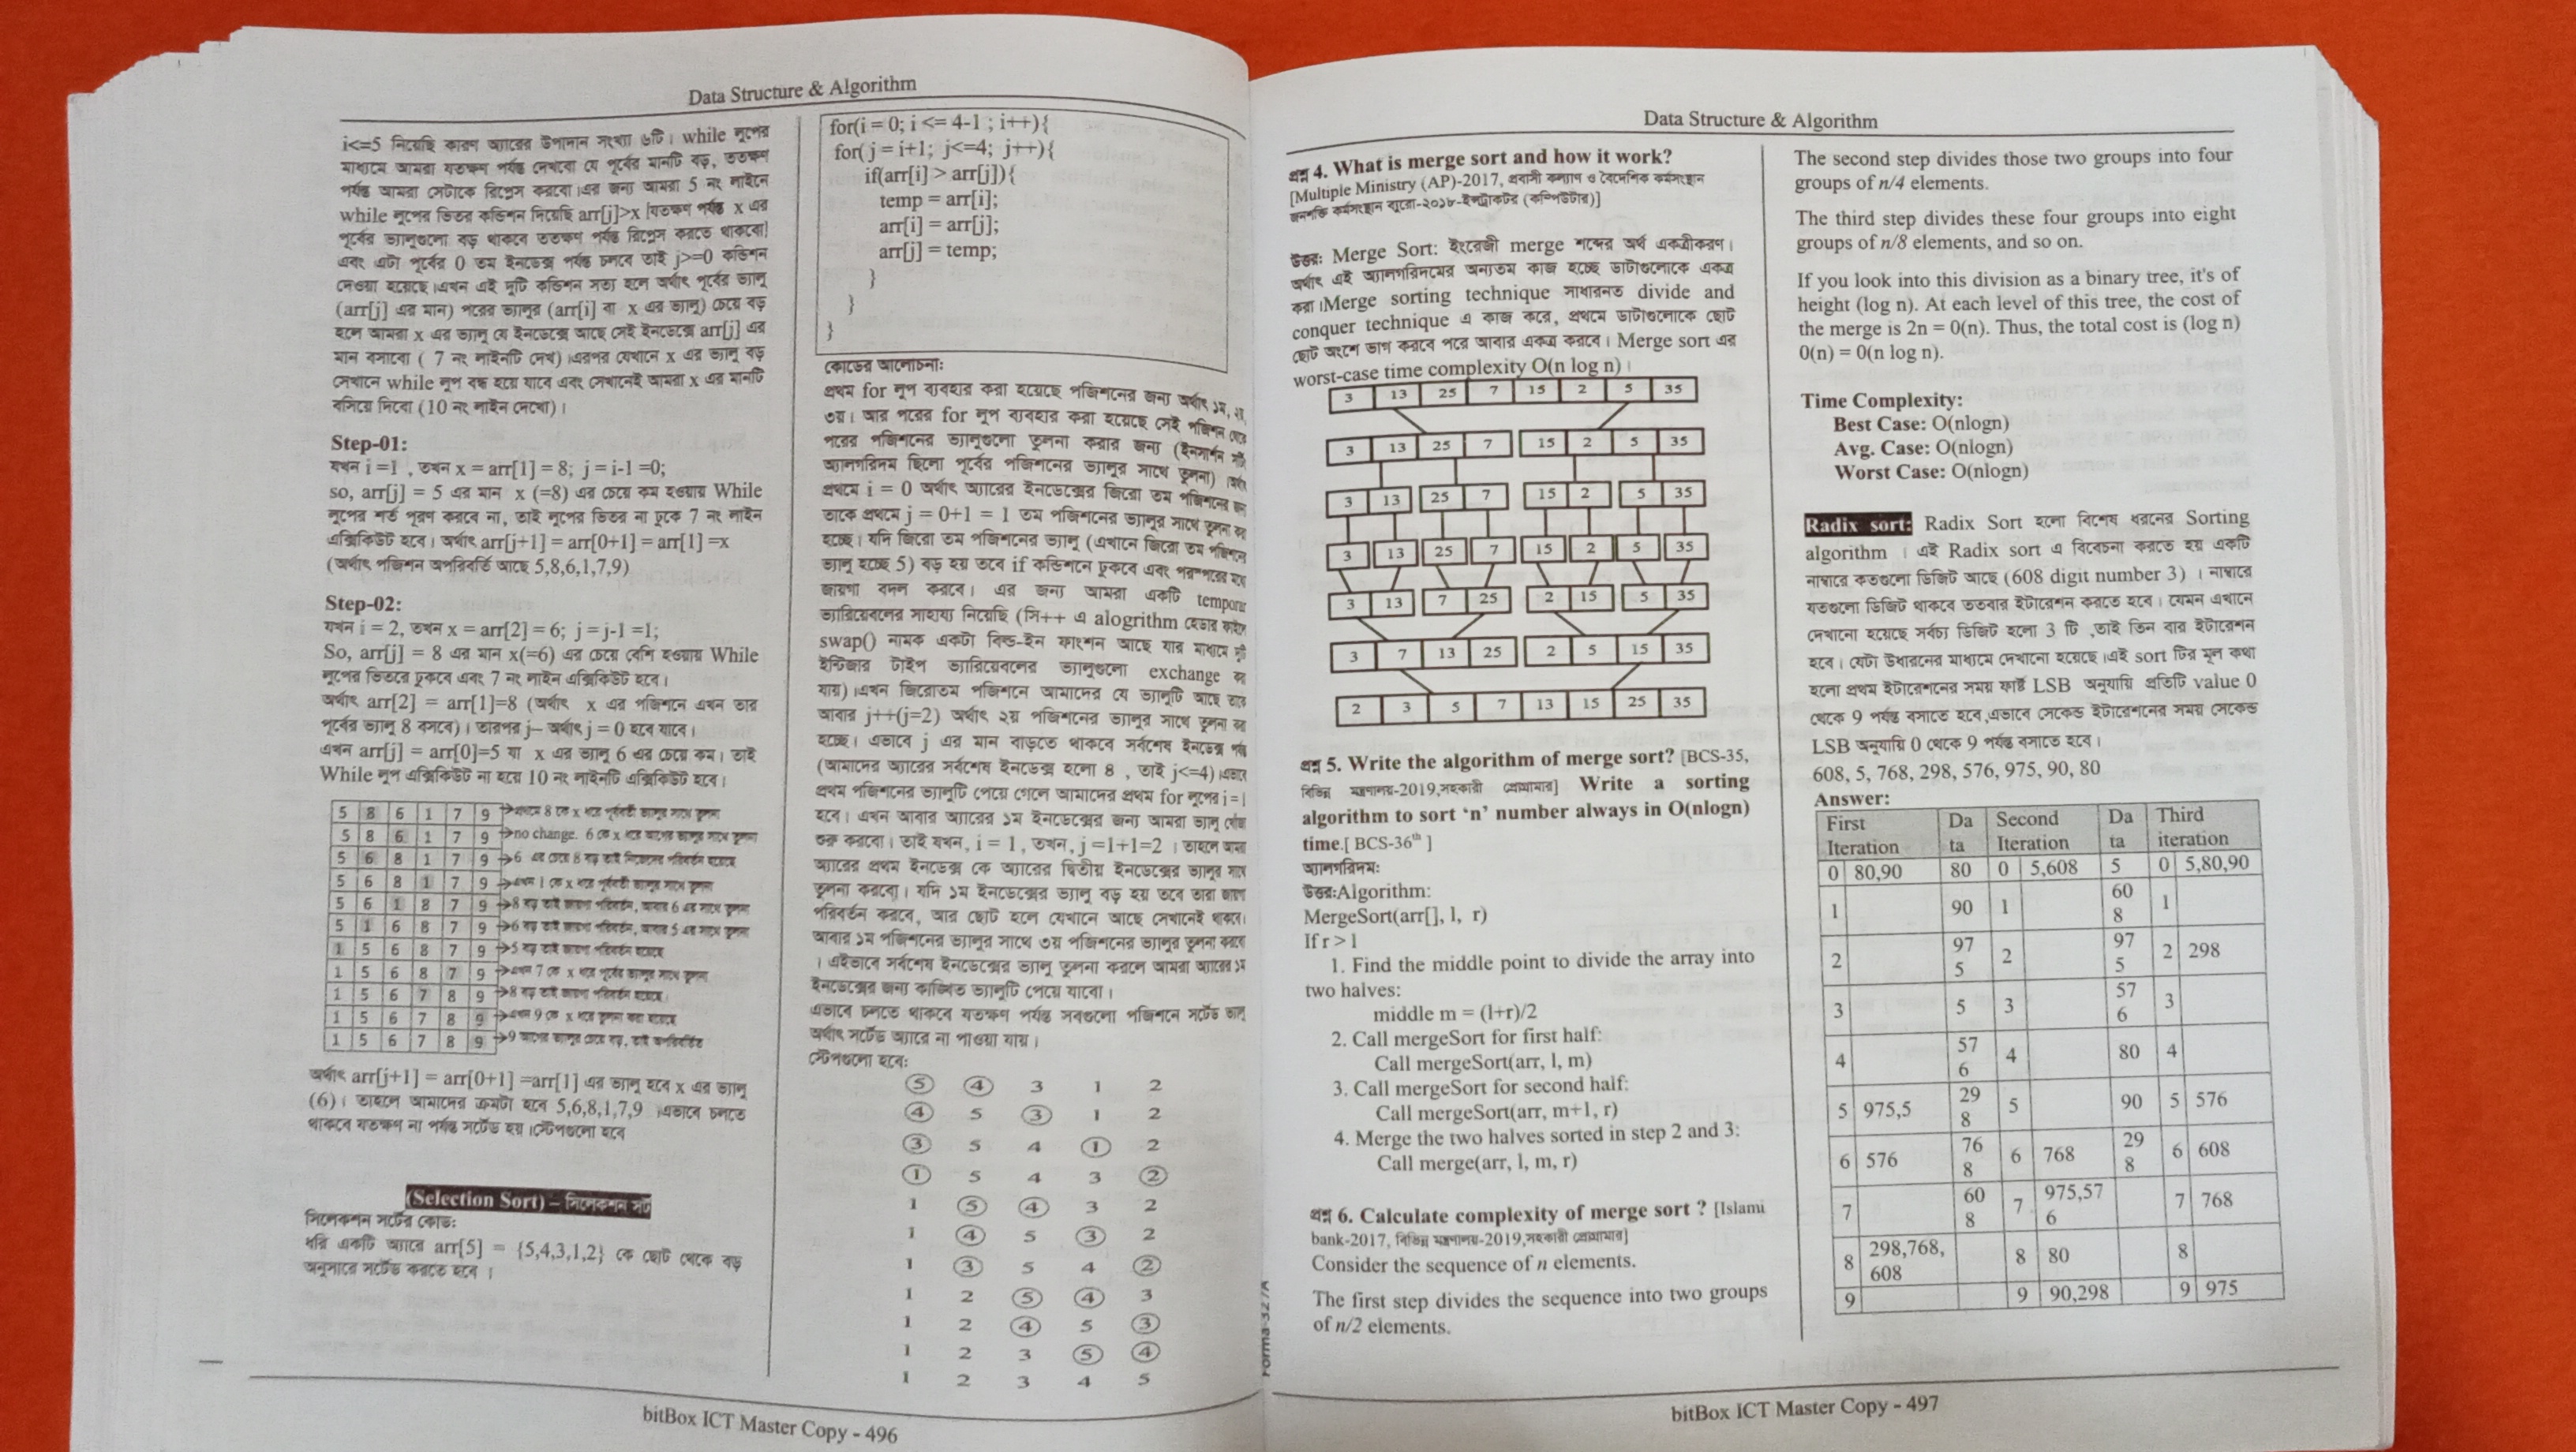 Data Structure & Algorithm
i<=5 নিয়েছি কারণ অ্যারের উপাদান সংখ্যা ৬টি। while লুপের
মাধ্যমে আমরা যতক্ষণ পর্যন্ত দেখবো যে পূর্বের মানটি বড়, ততক্ষণ
পর্যন্ত আমরা সেটাকে রিপ্লেস করবো।এর জন্য আমরা 5 নং লাইনে
while লুপের ভিতর কন্ডিশন দিয়েছি arr[j]>x |যতক্ষণ পর্যন্ত x এর
পূর্বের ভ্যালুগুলো বড় থাকবে ততক্ষণ পর্যন্ত রিপ্লেস করতে থাকবো|
এবং এটা পূর্বের 0 তম ইনডেক্স পর্যন্ত চলবে তাই j>=0 কন্ডিশন
দেওয়া হয়েছে।এখন এই দুটি কন্ডিশন সত্য হলে অর্থাৎ পূর্বের ভ্যালু
(arr[j] এর মান) পরের ভ্যালুর (arr[i] বা x এর ভ্যালু) চেয়ে বড়
হলে আমরা x এর ভ্যালু যে ইনডেক্সে আছে সেই ইনডেক্সে arr[j] এর
মান বসাবো ( 7 নং লাইনটি দেখ)।এরপর যেখানে x এর ভ্যালু বড়
সেখানে while লুপ বন্ধ হয়ে যাবে এবং সেখানেই আমরা x এর মানটি
বসিয়ে দিবো (10 নং লাইন দেখো)।
Step-01:
যখন i =1 , তখন x = arr[1] = 8; j = i-1 =0;
so, arr[j] = 5 এর মান x (=8) এর চেয়ে কম হওয়ায় While
লুপের শর্ত পূরণ করবে না, তাই লুপের ভিতর না ঢুকে 7 নং লাইন
এক্সিকিউট হবে। অর্থাৎ arr[j+1] = arr[0+1] = arr[1] =x
(অর্থাৎ পজিশন অপরিবর্তি আছে 5,8,6,1,7,9)
Step-02:
যখন i = 2, তখন x = arr[2] = 6; j = j-1 =1;
So, arr[j] = 8 এর মান x(=6) এর চেয়ে বেশি হওয়ায় While
লুপের ভিতরে ঢুকবে এবং 7 নং লাইন এক্সিকিউট হবে।
অর্থাৎ arr[2] = arr[1]=8 (অর্থাৎ x এর পজিশনে এখন তার
পূর্বের ভ্যালু 8 বসবে)। তারপর j– অর্থাৎ j = 0 হবে যাবে।
এখন arr[j] = arr[0]=5 যা x এর ভ্যালু 6 এর চেয়ে কম। তাই
While লুপ এক্সিকিউট না হয়ে 10 নং লাইনটি এক্সিকিউট হবে।
5 8 6 1 7 9 →প্রথমে 8 কে x ধরে পূর্ববর্তী ভ্যালুর সাথে তুলনা
5 8 6 1 7 9 →no change. 6 কে x ধরে আগের ভ্যালুর সাথে তুলনা
5 6 8 1 7 9 →6 এর চেয়ে 8 বড় তাই পরিবর্তন হয়েছে
5 6 8 1 7 9 →এখন 1 কে x ধরে পূর্ববর্তী ভ্যালুর সাথে তুলনা
5 6 1 8 7 9 →8 বড় তাই জায়গা পরিবর্তন, আবার 6 এর সাথে তুলনা
5 1 6 8 7 9 →6 বড় তাই জায়গা পরিবর্তন, আবার 5 এর সাথে তুলনা
1 5 6 8 7 9 →5 বড় তাই জায়গা পরিবর্তন হয়েছে
1 5 6 8 7 9 →এখন 7 কে x ধরে পূর্বের ভ্যালুর সাথে তুলনা
1 5 6 7 8 9 →8 বড় তাই জায়গা পরিবর্তন হয়েছে।
1 5 6 7 8 9 →এখন 9 কে x ধরে তুলনা করা হয়েছে
1 5 6 7 8 9 →9 আগের ভ্যালুর চেয়ে বড়, তাই অপরিবর্তিত
অর্থাৎ arr[j+1] = arr[0+1] =arr[1] এর ভ্যালু হবে x এর ভ্যালু
(6)। তাহলে আমাদের ক্রমটা হবে 5,6,8,1,7,9 ।এভাবে চলতে
থাকবে যতক্ষণ না পর্যন্ত সর্টেড হয়।স্টেপগুলো হবে
(Selection Sort) – সিলেকশন সর্ট
সিলেকশন সর্টের কোড:
ধরি একটি অ্যারে arr[5] = {5,4,3,1,2} কে ছোট থেকে বড়
অনুসারে সর্টেড করতে হবে ।
for(i = 0; i <= 4-1 ; i++){
for( j = i+1; j<=4; j++){
if(arr[i] > arr[j]){
temp = arr[i];
arr[i] = arr[j];
arr[j] = temp;
}
}
}
কোডের আলোচনা:
প্রথম for লুপ ব্যবহার করা হয়েছে পজিশনের জন্য অর্থাৎ ১ম, ২য়,
৩য়। আর পরের for লুপ ব্যবহার করা হয়েছে সেই পজিশন থেকে
পরের পজিশনের ভ্যালুগুলো তুলনা করার জন্য (ইনসার্শন সর্ট
অ্যালগরিদম ছিলো পূর্বের পজিশনের ভ্যালুর সাথে তুলনা) ।অর্থাৎ
প্রথমে i = 0 অর্থাৎ অ্যারের ইনডেক্সের জিরো তম পজিশনের জন্য
তাকে প্রথমে j = 0+1 = 1 তম পজিশনের ভ্যালুর সাথে তুলনা করা
হচ্ছে। যদি জিরো তম পজিশনের ভ্যালু (এখানে জিরো তম পজিশনে
ভ্যালু হচ্ছে 5) বড় হয় তবে if কন্ডিশনে ঢুকবে এবং পরস্পরের মধ্যে
জায়গা বদল করবে। এর জন্য আমরা একটি temporar
ভ্যারিয়েবলের সাহায্য নিয়েছি (সি++ এ alogrithm হেডার ফাইলে
swap() নামক একটা বিল্ড-ইন ফাংশন আছে যার মাধ্যমে দুটি
ইন্টিজার টাইপ ভ্যারিয়েবলের ভ্যালুগুলো exchange করা
যায়)।এখন জিরোতম পজিশনে আমাদের যে ভ্যালুটি আছে তাকে
আবার j++(j=2) অর্থাৎ ২য় পজিশনের ভ্যালুর সাথে তুলনা করা
হচ্ছে। এভাবে j এর মান বাড়তে থাকবে সর্বশেষ ইনডেক্স পর্যন্ত
(আমাদের অ্যারের সর্বশেষ ইনডেক্স হলো ৪ , তাই j<=4)।এভাবে
প্রথম পজিশনের ভ্যালুটি পেয়ে গেলে আমাদের প্রথম for লুপের i=1
হবে। এখন আবার অ্যারের ১ম ইনডেক্সের জন্য আমরা ভ্যালু খোঁজা
শুরু করবো। তাই যখন, i = 1 , তখন, j =1+1=2 । তাহলে আমরা
অ্যারের প্রথম ইনডেক্স কে অ্যারের দ্বিতীয় ইনডেক্সের ভ্যালুর সাথে
তুলনা করবো। যদি ১ম ইনডেক্সের ভ্যালু বড় হয় তবে তারা জায়গা
পরিবর্তন করবে, আর ছোট হলে যেখানে আছে সেখানেই থাকবে।
আবার ১ম পজিশনের ভ্যালুর সাথে ৩য় পজিশনের ভ্যালুর তুলনা করবে
। এইভাবে সর্বশেষ ইনডেক্সের ভ্যালু তুলনা করলে আমরা অ্যারের ১ম
ইনডেক্সের জন্য কাঙ্ক্ষিত ভ্যালুটি পেয়ে যাবো।
এভাবে চলতে থাকবে যতক্ষণ পর্যন্ত সবগুলো পজিশনে সর্টেড ভ্যালু
অর্থাৎ সর্টেড অ্যারে না পাওয়া যায়।
স্টেপগুলো হবে:
5 4 3 1 2
4 5 3 1 2
3 5 4 1 2
1 5 4 3 2
1 5 4 3 2
1 4 5 3 2
1 3 5 4 2
1 2 5 4 3
1 2 4 5 3
1 2 3 5 4
1 2 3 4 5
bitBox ICT Master Copy - 496
Data Structure & Algorithm
প্রশ্ন 4. What is merge sort and how it work?
[Multiple Ministry (AP)-2017, প্রবাসী কল্যাণ ও বৈদেশিক কর্মসংস্থান
জনশক্তি কর্মসংস্থান ব্যুরো-২০১৮-ইন্সট্রাকটর (কম্পিউটার)]
উত্তর: Merge Sort: ইংরেজী merge শব্দের অর্থ একত্রীকরণ।
অর্থাৎ এই অ্যালগরিদমের অন্যতম কাজ হচ্ছে ডাটাগুলোকে একত্র
করা।Merge sorting technique সাধারনত divide and
conquer technique এ কাজ করে, প্রথমে ডাটাগুলোকে ছোট
ছোট অংশে ভাগ করবে পরে আবার একত্র করবে। Merge sort এর
worst-case time complexity O(n log n)।
3 13 25 7 15 2 5 35
3 13 25 7 15 2 5 35
3 13 25 7 15 2 5 35
3 13 25 7 15 2 5 35
3 13 7 25 2 15 5 35
3 7 13 25 2 5 15 35
2 3 5 7 13 15 25 35
প্রশ্ন 5. Write the algorithm of merge sort? [BCS-35,
বিভিন্ন মন্ত্রণালয়-2019,সহকারী প্রোগ্রামার] Write a sorting
algorithm to sort ‘n’ number always in O(nlogn)
time.[ BCS-36th ]
অ্যালগরিদম:
উত্তর:Algorithm:
MergeSort(arr[], l, r)
If r > l
1. Find the middle point to divide the array into
two halves:
middle m = (l+r)/2
2. Call mergeSort for first half:
Call mergeSort(arr, l, m)
3. Call mergeSort for second half:
Call mergeSort(arr, m+1, r)
4. Merge the two halves sorted in step 2 and 3:
Call merge(arr, l, m, r)
প্রশ্ন 6. Calculate complexity of merge sort ? [Islami
bank-2017, বিভিন্ন মন্ত্রণালয়-2019,সহকারী প্রোগ্রামার]
Consider the sequence of n elements.
The first step divides the sequence into two groups
of n/2 elements.
Forma-32/A
The second step divides those two groups into four
groups of n/4 elements.
The third step divides these four groups into eight
groups of n/8 elements, and so on.
If you look into this division as a binary tree, it's of
height (log n). At each level of this tree, the cost of
the merge is 2n = 0(n). Thus, the total cost is (log n)
0(n) = 0(n log n).
Time Complexity:
Best Case: O(nlogn)
Avg. Case: O(nlogn)
Worst Case: O(nlogn)
Radix sort: Radix Sort হলো বিশেষ ধরনের Sorting
algorithm । এই Radix sort এ বিবেচনা করতে হয় একটি
নাম্বারে কতগুলো ডিজিট আছে (608 digit number 3) । নাম্বারে
যতগুলো ডিজিট থাকবে ততবার ইটারেশন করতে হবে। যেমন এখানে
দেখানো হয়েছে সর্বচ্য ডিজিট হলো 3 টি ,তাই তিন বার ইটারেশন
হবে। যেটা উধারনের মাধ্যমে দেখানো হয়েছে।এই sort টির মূল কথা
হলো প্রথম ইটারেশনের সময় ফার্ষ্ট LSB অনুযায়ি প্রতিটি value 0
থেকে 9 পর্যন্ত বসাতে হবে,এভাবে সেকেন্ড ইটারেশনের সময় সেকেন্ড
LSB অনুযায়ি 0 থেকে 9 পর্যন্ত বসাতে হবে।
608, 5, 768, 298, 576, 975, 90, 80
Answer:
First Da Second Da Third
Iteration ta Iteration ta iteration
0 80,90 80 0 5,608 5 0 5,80,90
1 90 1 60 1
8
2 97 2 97 2 298
5 5
3 5 3 57 3
6
4 57 4 80 4
6
5 975,5 29 5 90 5 576
8
6 576 76 6 768 29 6 608
8 8
7 60 7 975,57 7 768
8 6
8 298,768, 8 80 8
608
9 9 90,298 9 975
bitBox ICT Master Copy - 497